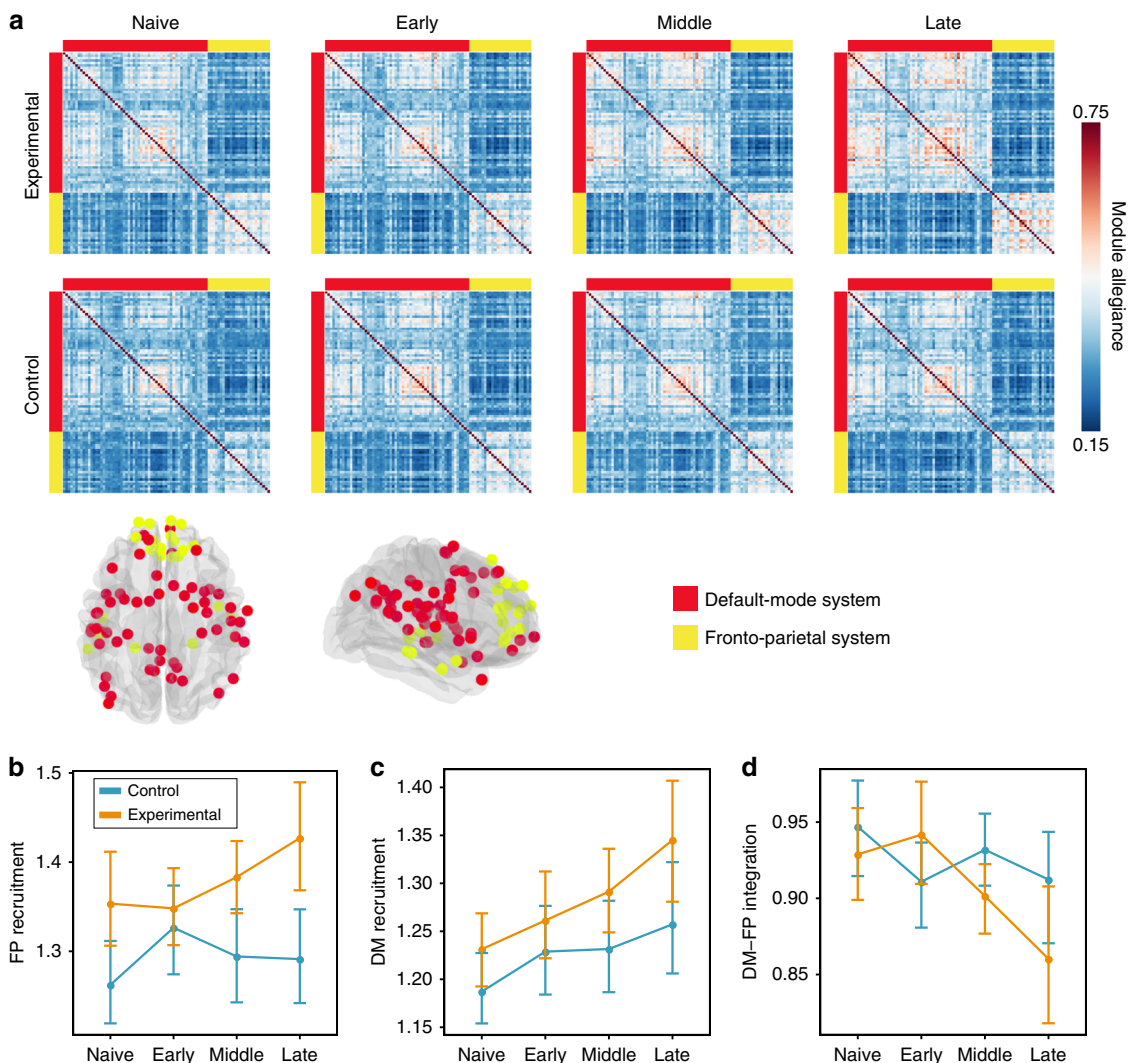 a
Naive
Early
Middle
Late
Experimental
Control
0.75
Module allegiance
0.15
Default-mode system
Fronto-parietal system
b
1.5
1.4
1.3
FP recruitment
Control
Experimental
Naive
Early
Middle
Late
c
1.40
1.35
1.30
1.25
1.20
1.15
DM recruitment
Naive
Early
Middle
Late
d
0.95
0.90
0.85
DM–FP integration
Naive
Early
Middle
Late